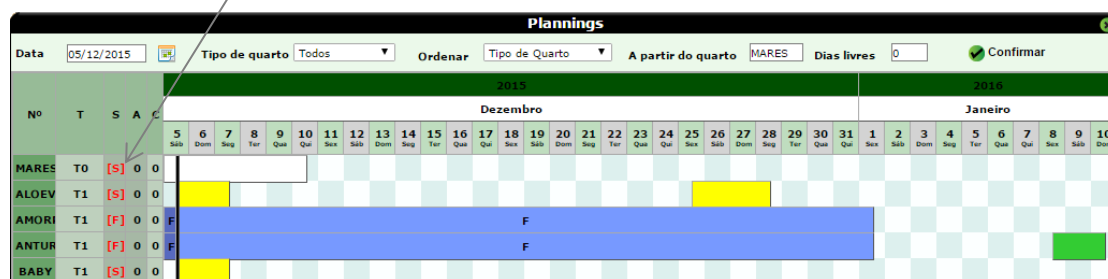 Plannings
Data 05/12/2015 Tipo de quarto Todos Ordenar Tipo de Quarto A partir do quarto MARES Dias livres 0 Confirmar
2015 2016
Nº T S A C Dezembro Janeiro
5 6 7 8 9 10 11 12 13 14 15 16 17 18 19 20 21 22 23 24 25 26 27 28 29 30 31 1 2 3 4 5 6 7 8 9 10
Sáb Dom Seg Ter Qua Qui Sex Sáb Dom Seg Ter Qua Qui Sex Sáb Dom Seg Ter Qua Qui Sex Sáb Dom Seg Ter Qua Qui Sex Sáb Dom Seg Ter Qua Qui Sex Sáb Dom
MARES T0 [S] 0 0
ALOEV T1 [S] 0 0
AMORI T1 [F] 0 0 F F
ANTUR T1 [F] 0 0 F F
BABY T1 [S] 0 0